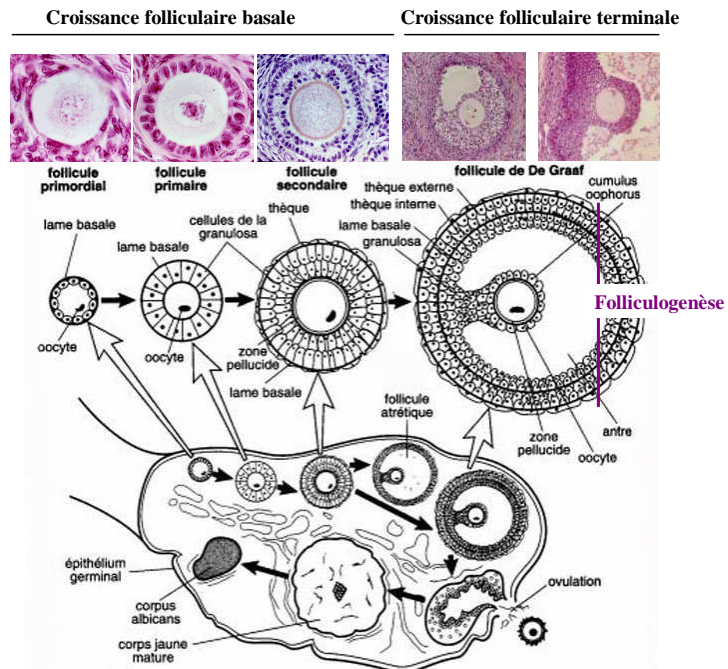 Croissance folliculaire basale
Croissance folliculaire terminale
follicule
primordial
follicule
primaire
follicule
secondaire
follicule de De Graaf
cumulus
oophorus
thèque externe
thèque interne
lame basale
granulosa
thèque
cellules de la
granulosa
lame basale
lame basale
oocyte
oocyte
zone
pellucide
lame basale
Folliculogenèse
antre
zone
pellucide
oocyte
follicule
atrétique
épithélium
germinal
corpus
albicans
corps jaune
mature
ovulation